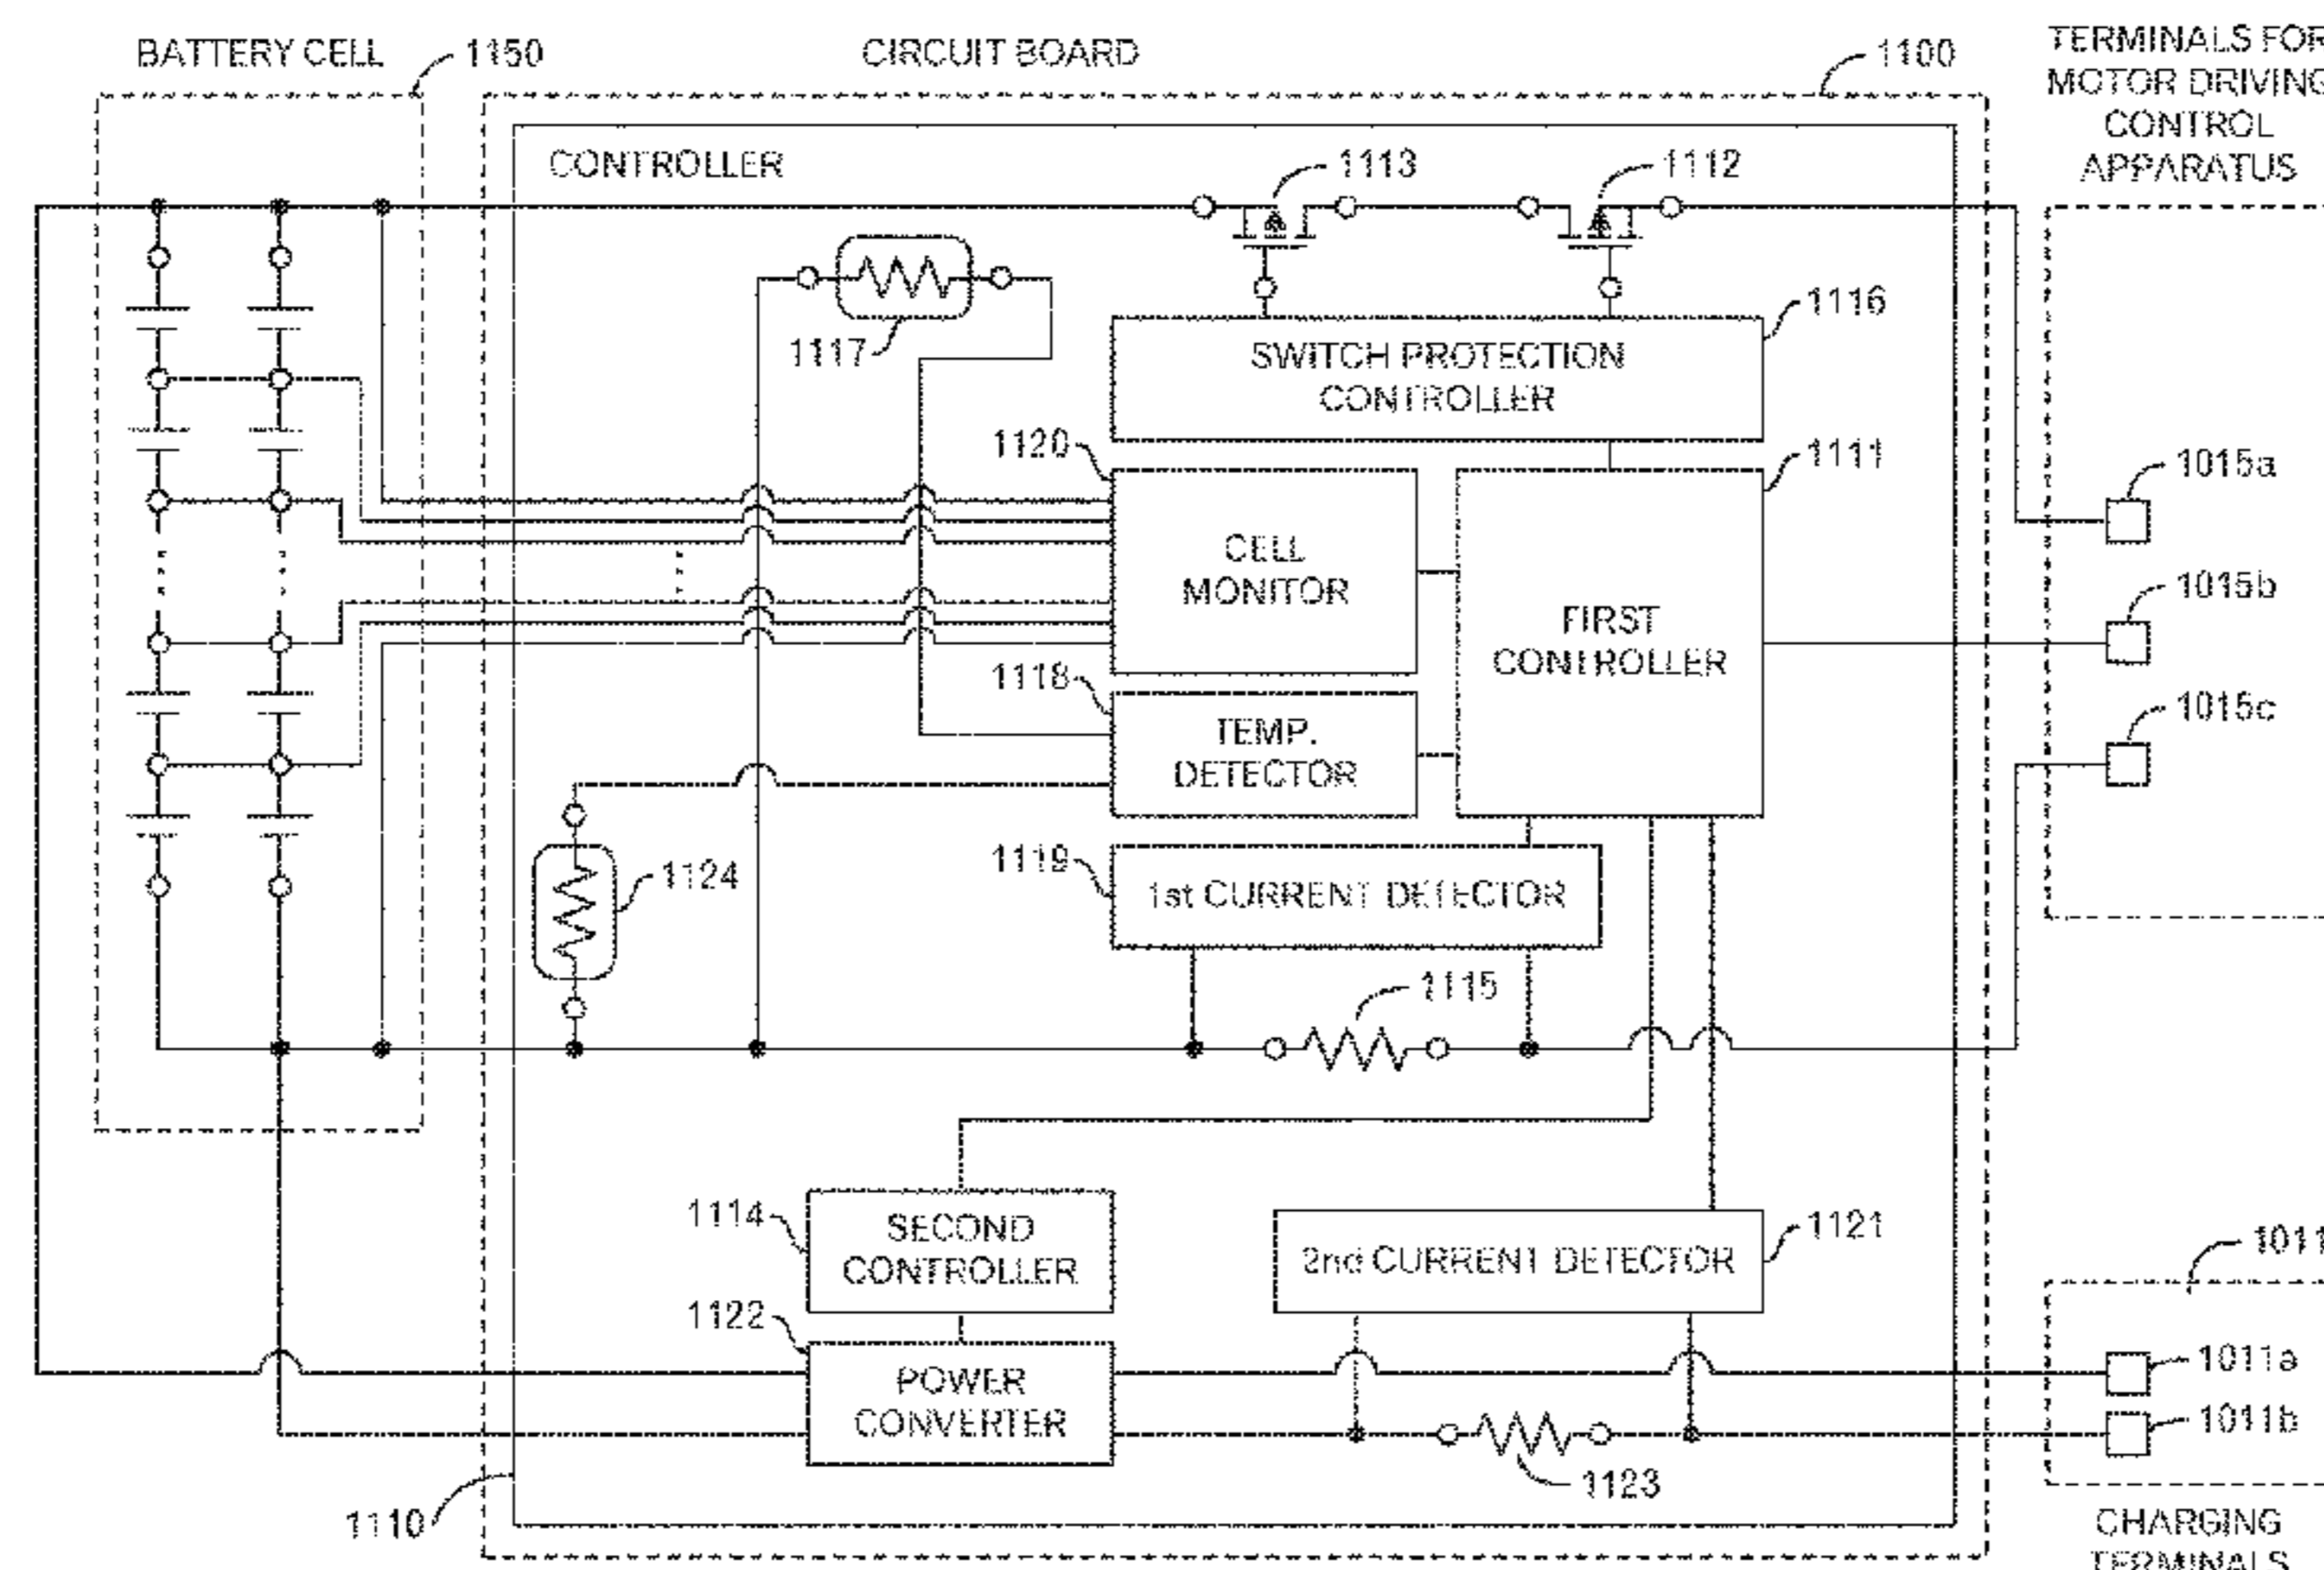 BATTERY CELL
1150
CIRCUIT BOARD
1100
TERMINALS FOR
MOTOR DRIVING
CONTROL
APPARATUS
CONTROLLER
1113
1112
1117
1116
SWITCH PROTECTION
CONTROLLER
1120
1111
1015a
CELL
MONITOR
1015b
FIRST
CONTROLLER
1118
1015c
TEMP.
DETECTOR
1119
1124
1st CURRENT DETECTOR
1115
1114
SECOND
CONTROLLER
1121
2nd CURRENT DETECTOR
1011
1122
POWER
CONVERTER
1011a
1011b
1123
1110
CHARGING
TERMINALS